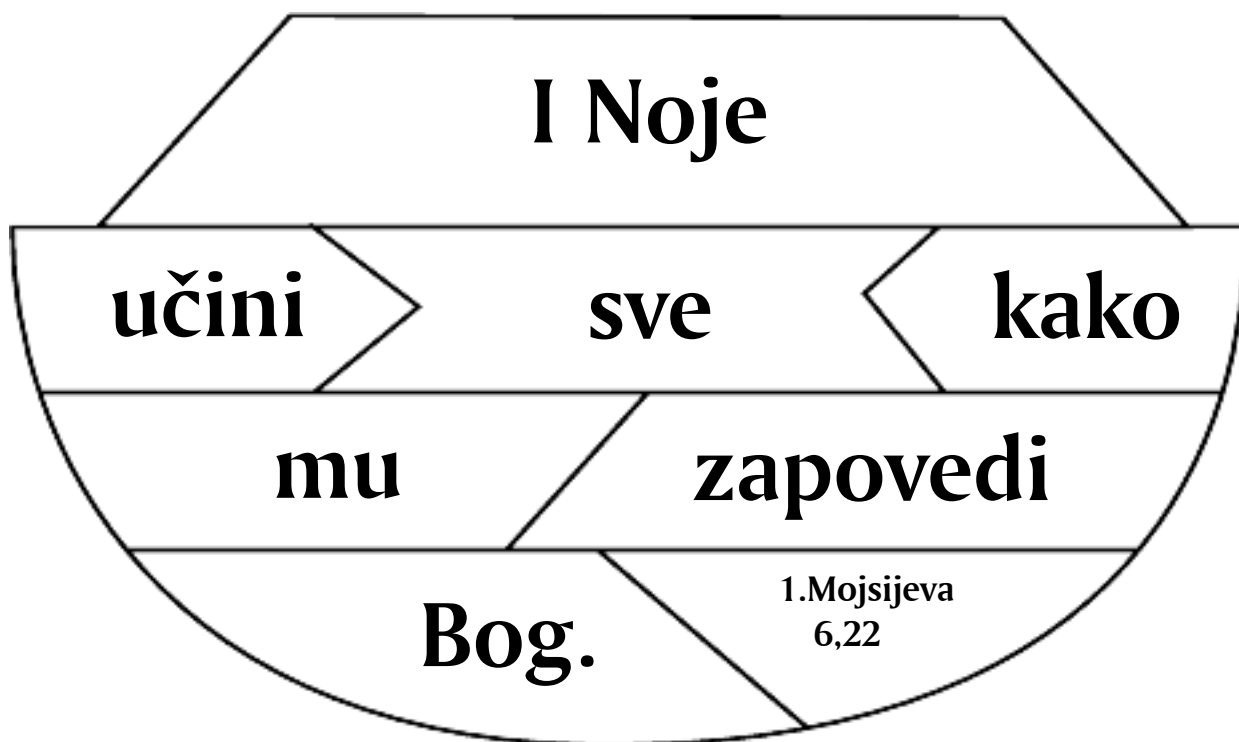 I Noje
učini sve kako
mu zapovedi
Bog.
1.Mojsijeva
6,22